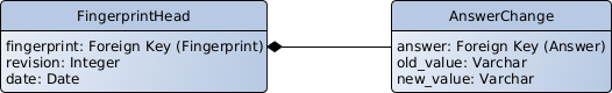 FingerprintHead
fingerprint: Foreign Key (Fingerprint)
revision: Integer
date: Date
AnswerChange
answer: Foreign Key (Answer)
old_value: Varchar
new_value: Varchar